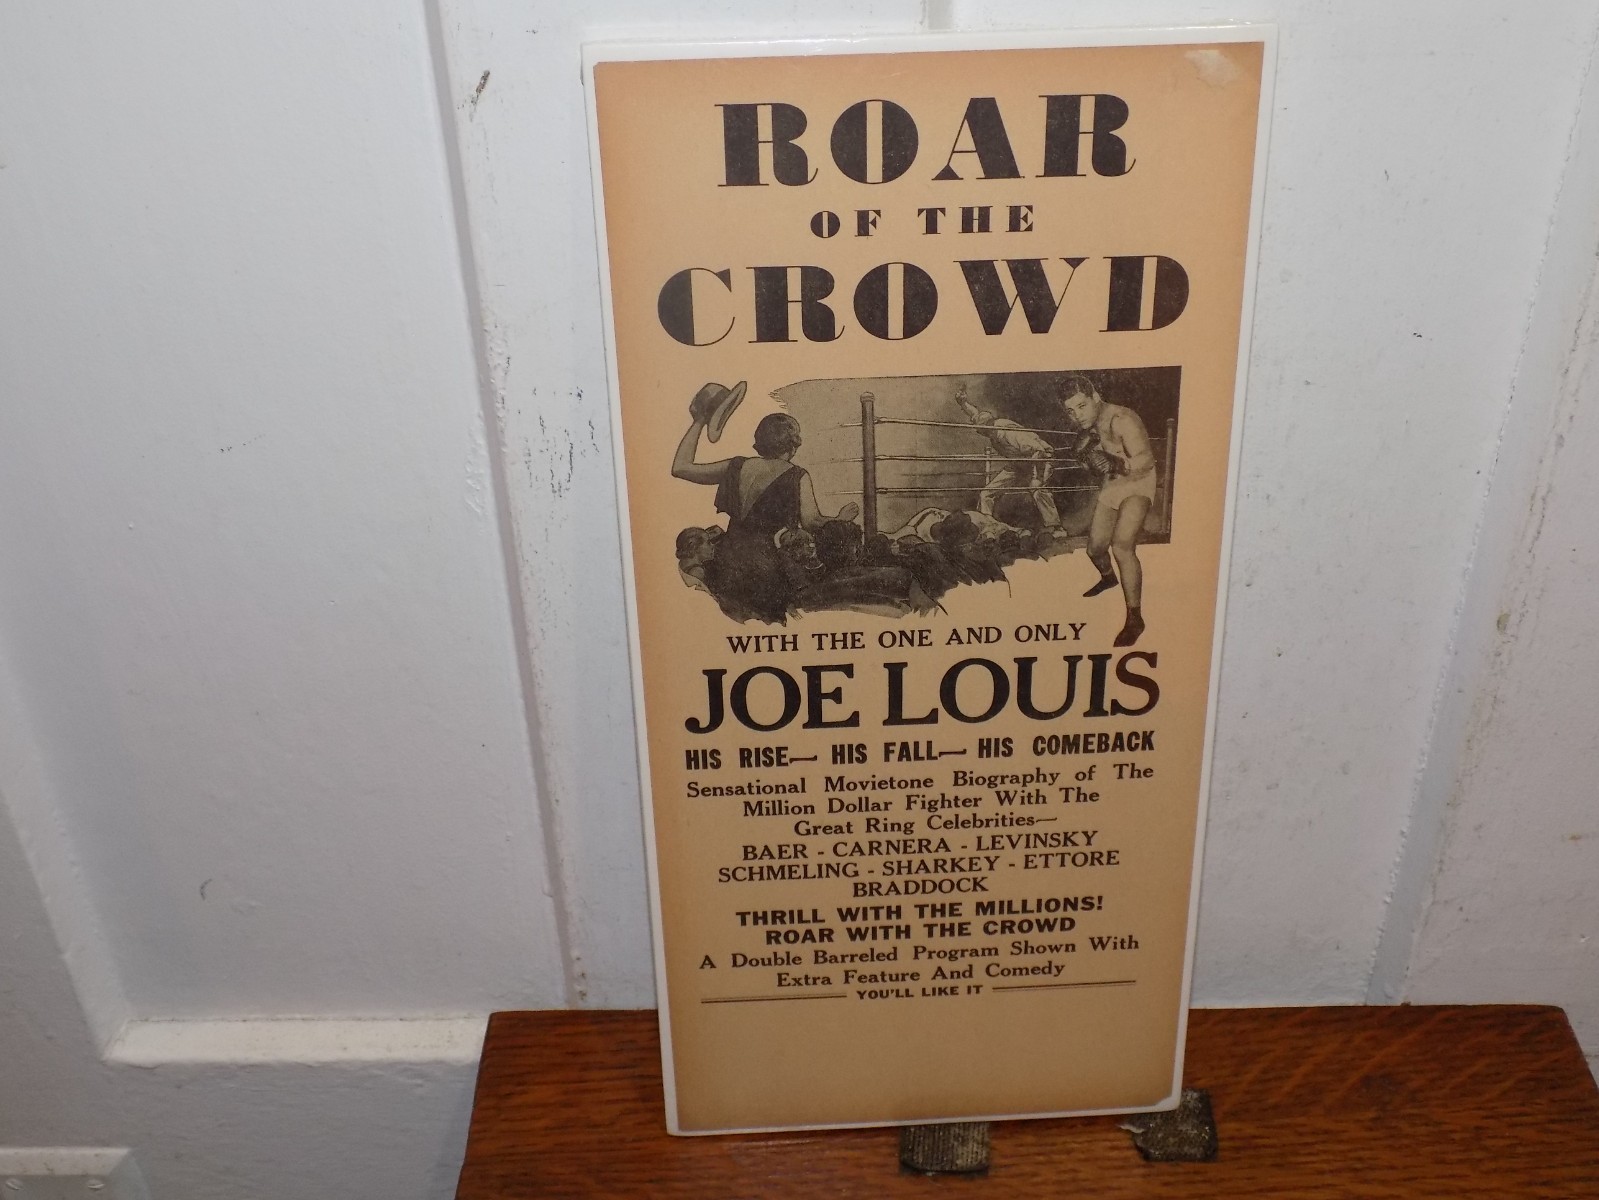 ROAR
OF THE
CROWD
WITH THE ONE AND ONLY
JOE LOUIS
HIS RISE— HIS FALL— HIS COMEBACK
Sensational Movietone Biography of The
Million Dollar Fighter With The
Great Ring Celebrities—
BAER - CARNERA - LEVINSKY
SCHMELING - SHARKEY - ETTORE
BRADDOCK
THRILL WITH THE MILLIONS!
ROAR WITH THE CROWD
A Double Barreled Program Shown With
Extra Feature And Comedy
YOU'LL LIKE IT